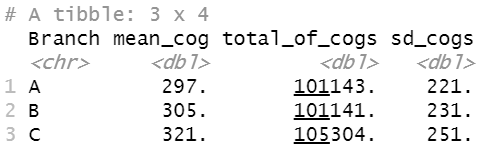 # A tibble: 3 x 4
Branch mean_cog total_of_cogs sd_cogs
<chr> <dbl> <dbl> <dbl>
1 A 297. 101143. 221.
2 B 305. 101141. 231.
3 C 321. 105304. 251.